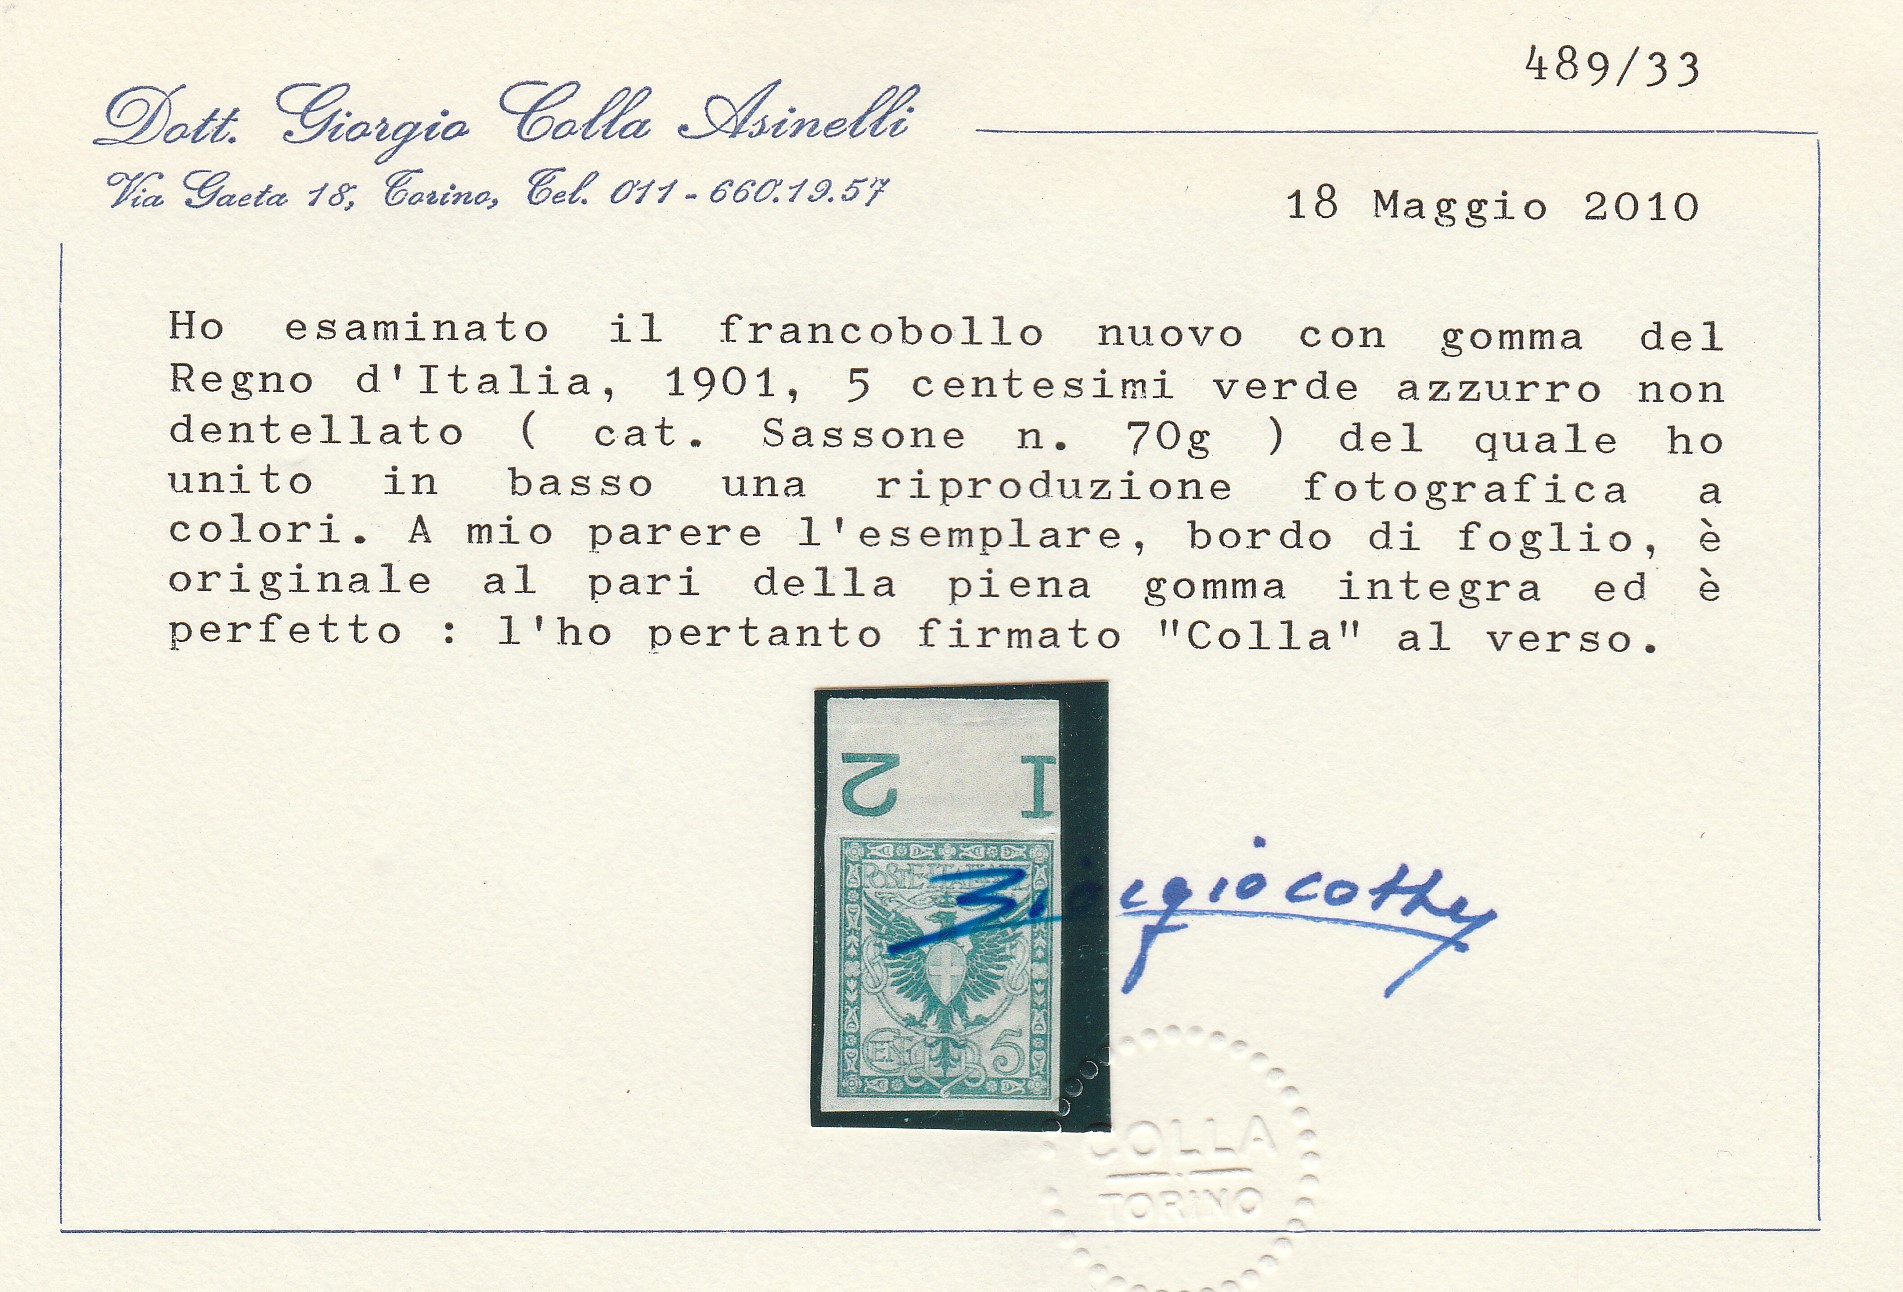 489/33
Dott. Giorgio Colla Asinelli
Via Gaeta 18, Torino, Tel. 011-660.19.57
18 Maggio 2010
Ho esaminato il francobollo nuovo con gomma del
Regno d'Italia, 1901, 5 centesimi verde azzurro non
dentellato ( cat. Sassone n. 70g ) del quale ho
unito in basso una riproduzione fotografica a
colori. A mio parere l'esemplare, bordo di foglio, è
originale al pari della piena gomma integra ed è
perfetto : l'ho pertanto firmato "Colla" al verso.
2 I
POSTE ITALIANE
CENT 5
COLLA
TORINO